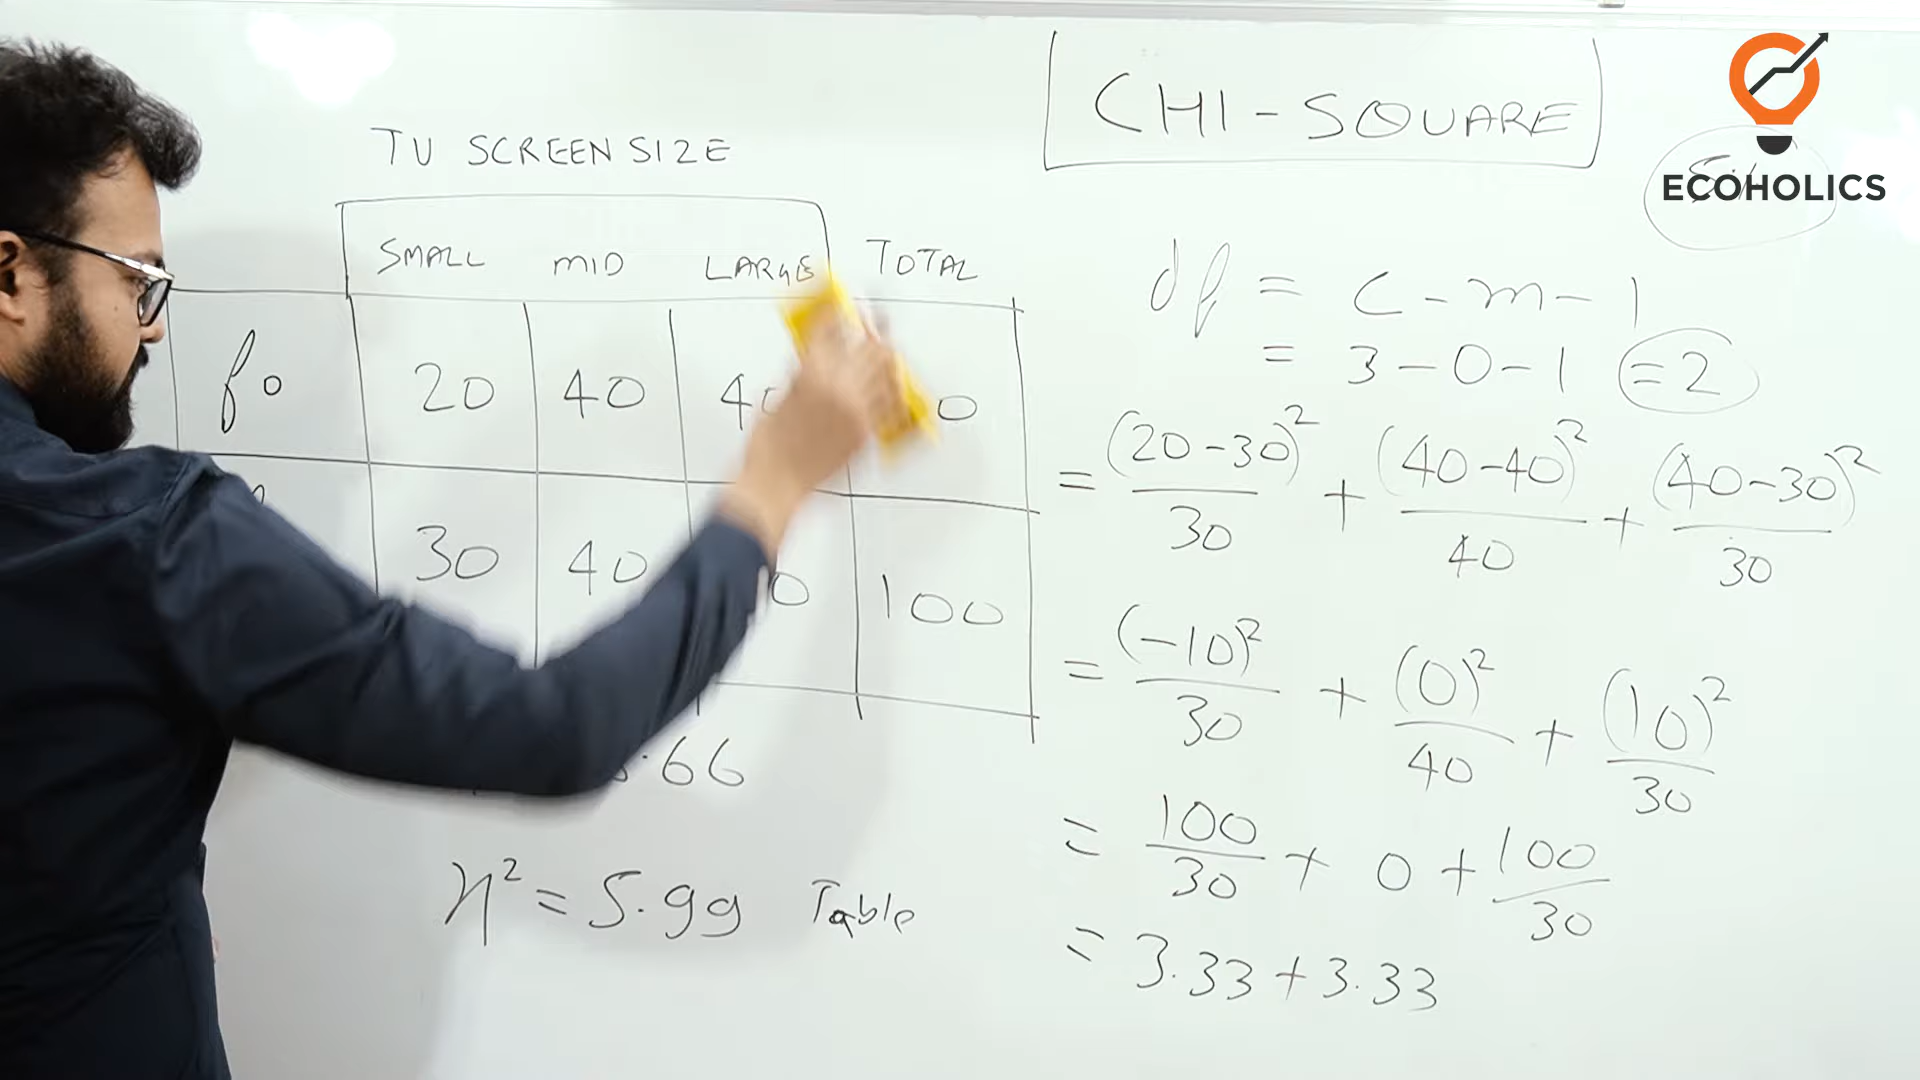 CHI-SQUARE
ECOHOLICS
TV SCREEN SIZE
SMALL MID LARGE TOTAL
fo 20 40 40
30 40 100
.66
χ² = 5.99 Table
df = C - m - 1
= 3 - 0 - 1 = 2
= (20-30)²/30 + (40-40)²/40 + (40-30)²/30
= (-10)²/30 + (0)²/40 + (10)²/30
= 100/30 + 0 + 100/30
= 3.33 + 3.33